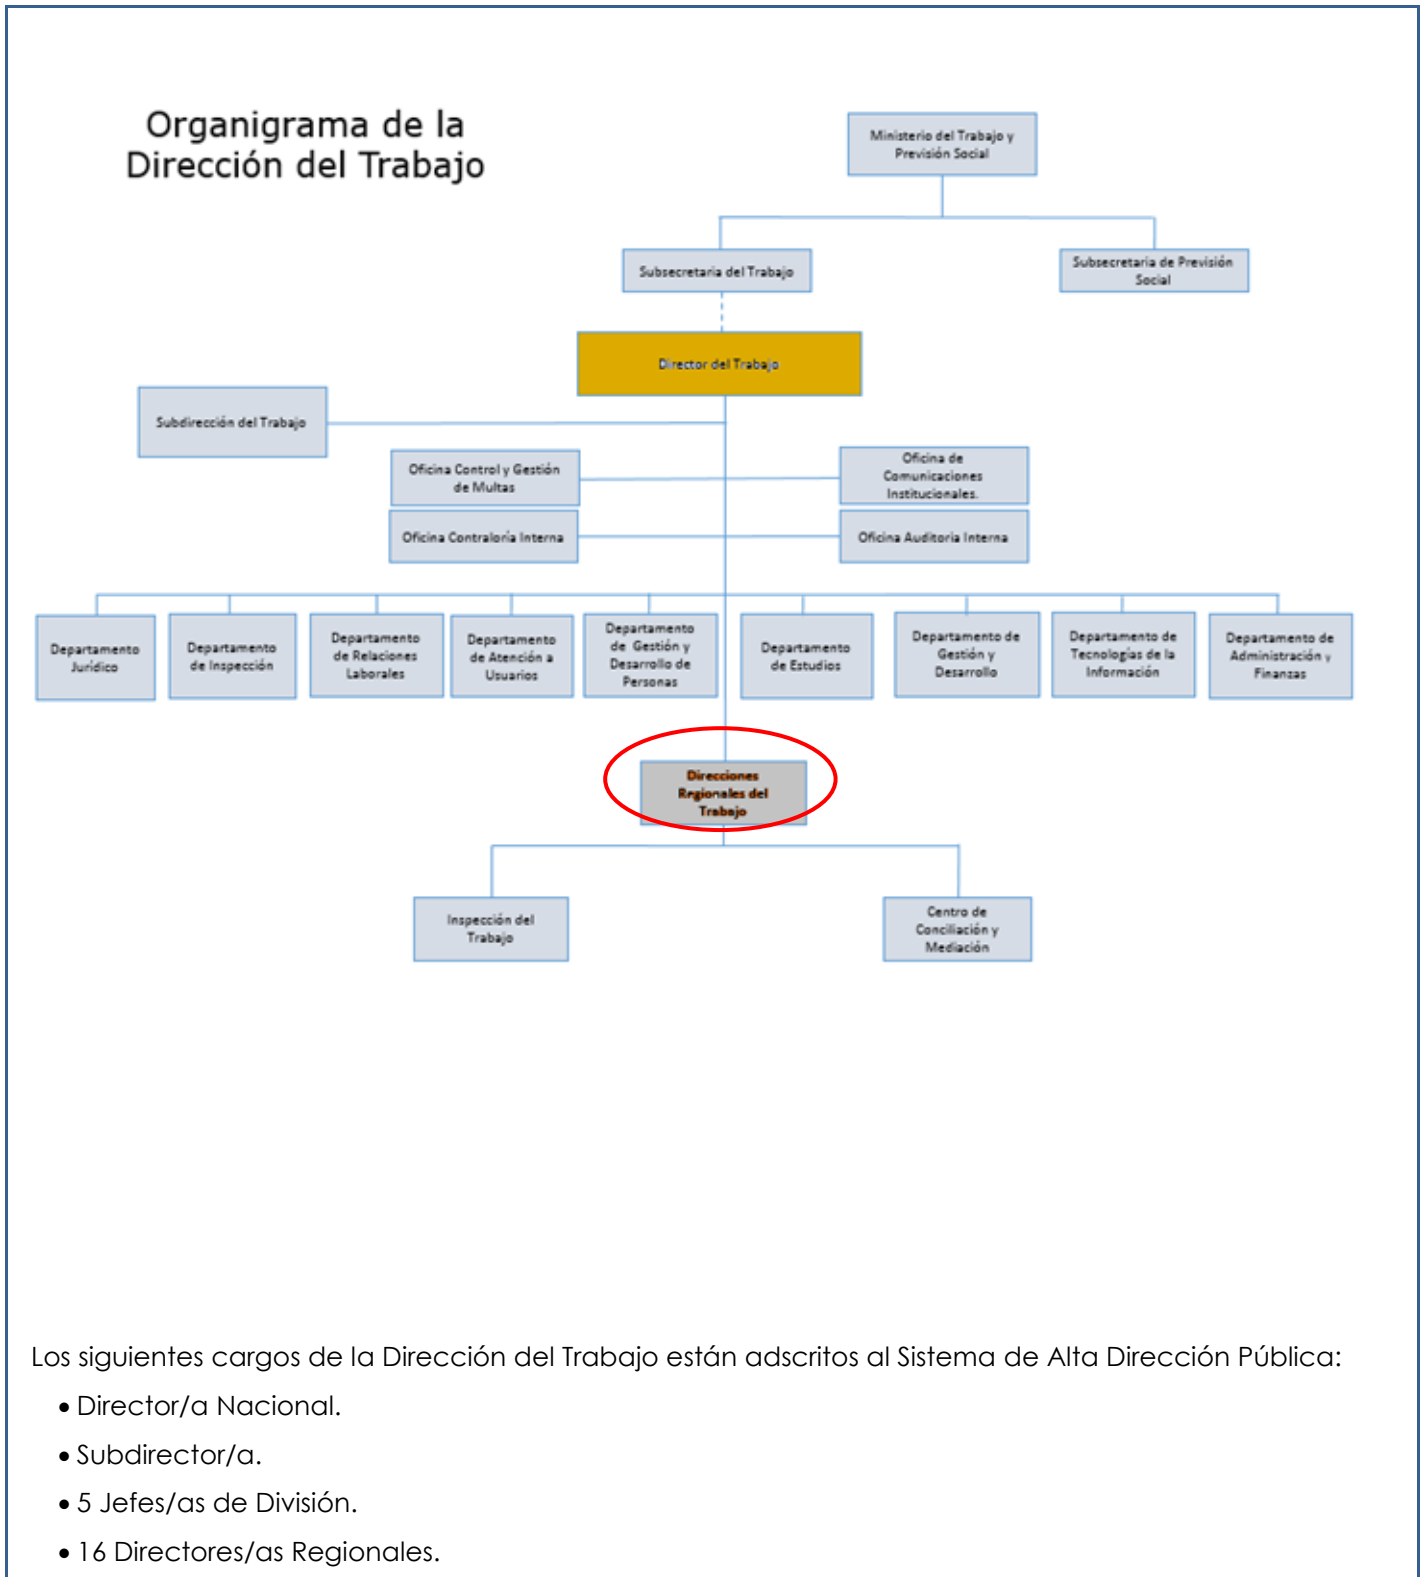 Organigrama de la
Dirección del Trabajo
Ministerio del Trabajo y
Previsión Social
Subsecretaria del Trabajo
Subsecretaria de Previsión
Social
Director del Trabajo
Subdirección del Trabajo
Oficina Control y Gestión
de Multas
Oficina de
Comunicaciones
Institucionales.
Oficina Contraloría Interna
Oficina Auditoria Interna
Departamento
Jurídico
Departamento
de Inspección
Departamento
de Relaciones
Laborales
Departamento
de Atención a
Usuarios
Departamento
de Gestión y
Desarrollo de
Personas
Departamento
de Estudios
Departamento de
Gestión y
Desarrollo
Departamento de
Tecnologías de la
Información
Departamento de
Administración y
Finanzas
Direcciones
Regionales del
Trabajo
Inspección del
Trabajo
Centro de
Conciliación y
Mediación
Los siguientes cargos de la Dirección del Trabajo están adscritos al Sistema de Alta Dirección Pública:
• Director/a Nacional.
• Subdirector/a.
• 5 Jefes/as de División.
• 16 Directores/as Regionales.